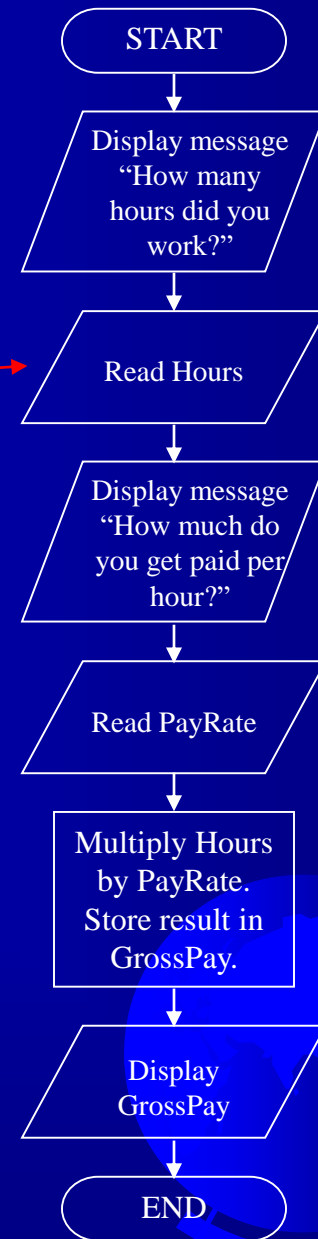 START
Display message
“How many
hours did you
work?”
Read Hours
Display message
“How much do
you get paid per
hour?”
Read PayRate
Multiply Hours
by PayRate.
Store result in
GrossPay.
Display
GrossPay
END